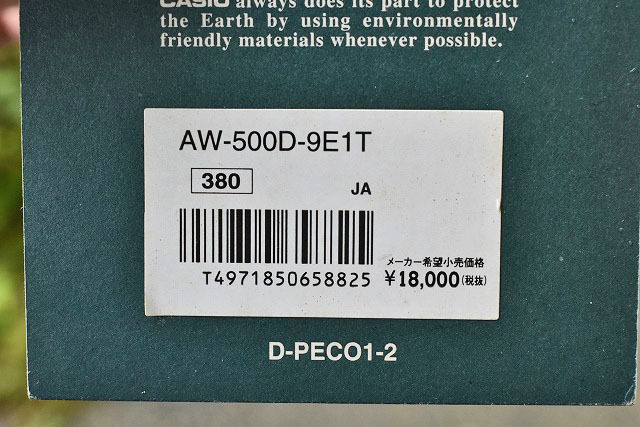 CASIO always does its part to protect
the Earth by using environmentally
friendly materials whenever possible.
AW-500D-9E1T
380
JA
T4971850658825
メーカー希望小売価格
¥18,000(税抜)
D-PECO1-2